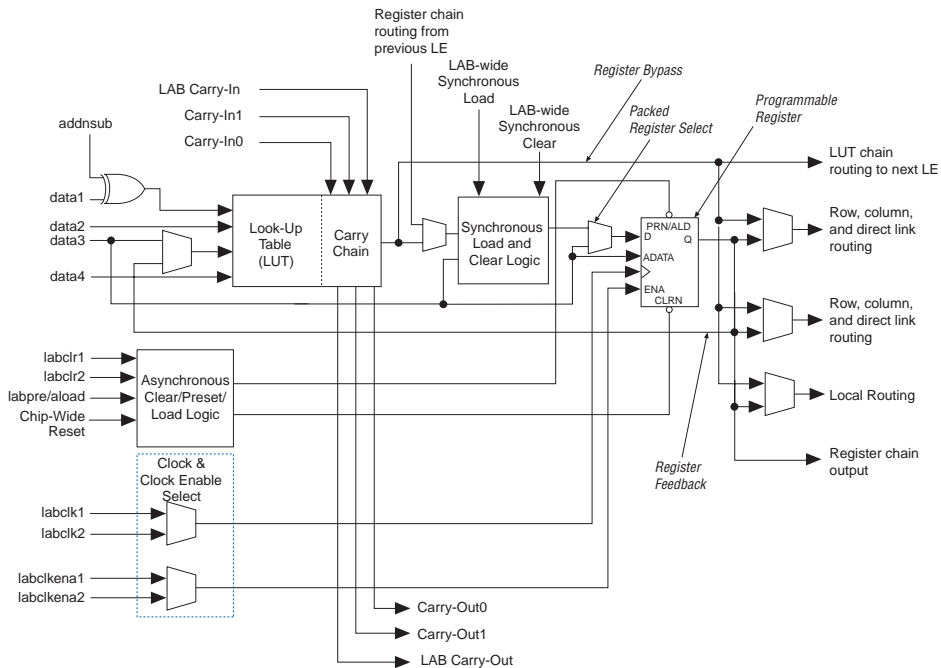 Register chain
routing from
previous LE
LAB-wide
Synchronous
Load
LAB-wide
Synchronous
Clear
Register Bypass
Packed
Register Select
Programmable
Register
LAB Carry-In
Carry-In1
Carry-In0
addnsub
data1
data2
data3
data4
Look-Up
Table
(LUT)
Carry
Chain
Synchronous
Load and
Clear Logic
PRN/ALD
D
Q
ADATA
ENA
CLRN
LUT chain
routing to next LE
Row, column,
and direct link
routing
Row, column,
and direct link
routing
Local Routing
Register chain
output
Register
Feedback
labclr1
labclr2
labpre/aload
Chip-Wide
Reset
Asynchronous
Clear/Preset/
Load Logic
Clock &
Clock Enable
Select
labclk1
labclk2
labclkena1
labclkena2
Carry-Out0
Carry-Out1
LAB Carry-Out